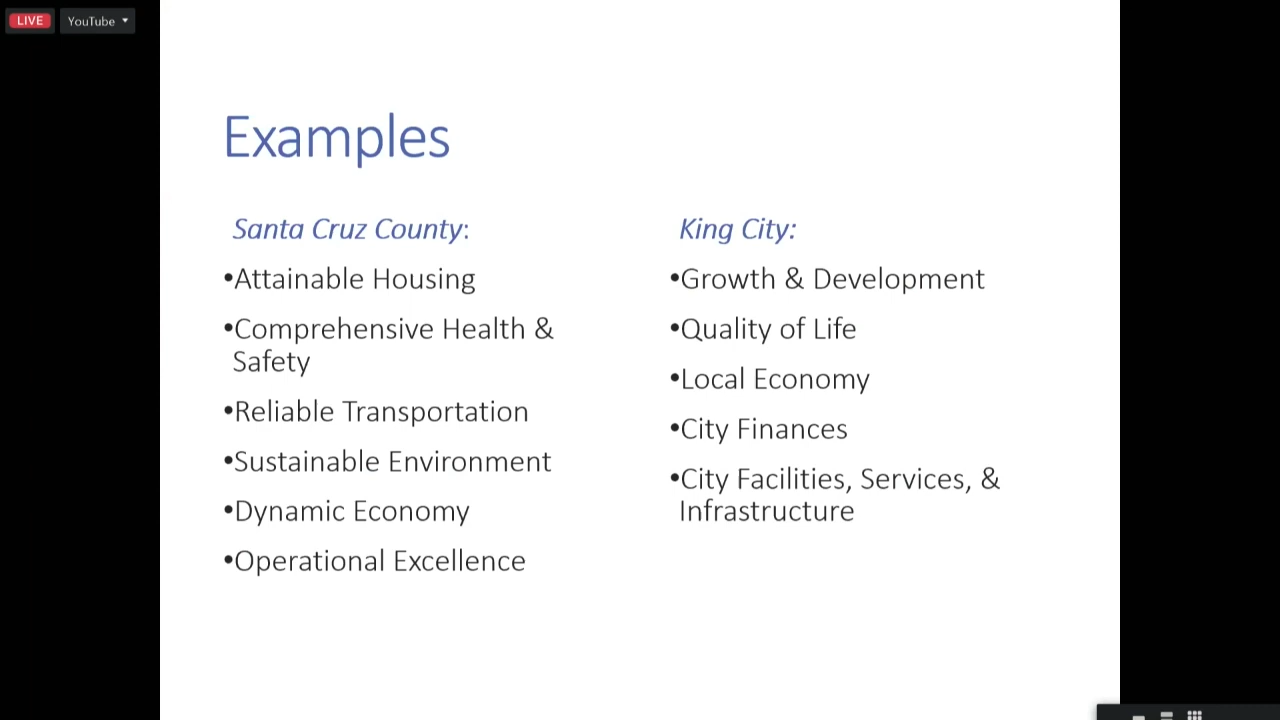 LIVE
YouTube
Examples
Santa Cruz County:
•Attainable Housing
•Comprehensive Health &
Safety
•Reliable Transportation
•Sustainable Environment
•Dynamic Economy
•Operational Excellence
King City:
•Growth & Development
•Quality of Life
•Local Economy
•City Finances
•City Facilities, Services, &
Infrastructure